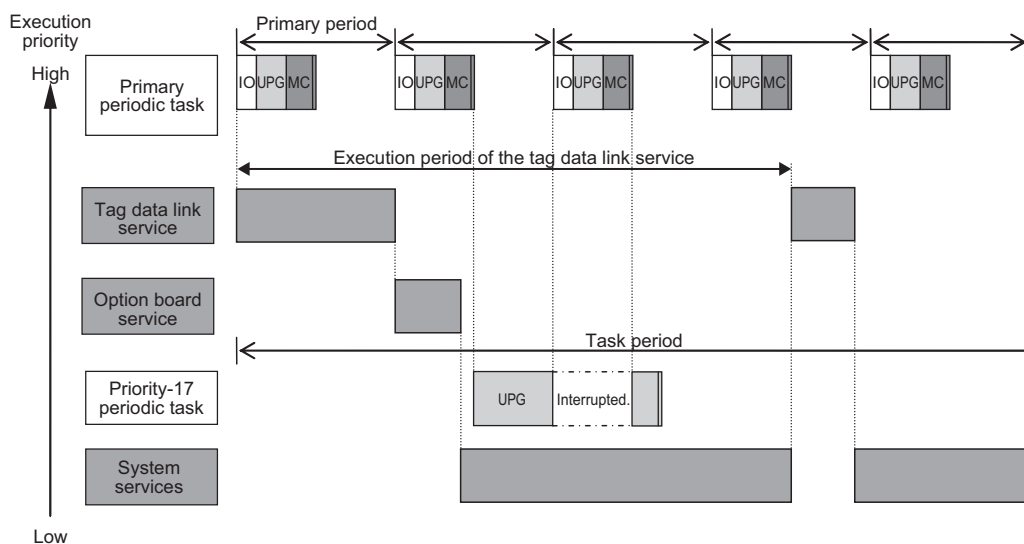 Execution
priority
High
Primary period
Primary
periodic task
IO UPG MC
IO UPG MC
IO UPG MC
IO UPG MC
IO UPG MC
Execution period of the tag data link service
Tag data link
service
Option board
service
Task period
Priority-17
periodic task
UPG
Interrupted.
System
services
Low